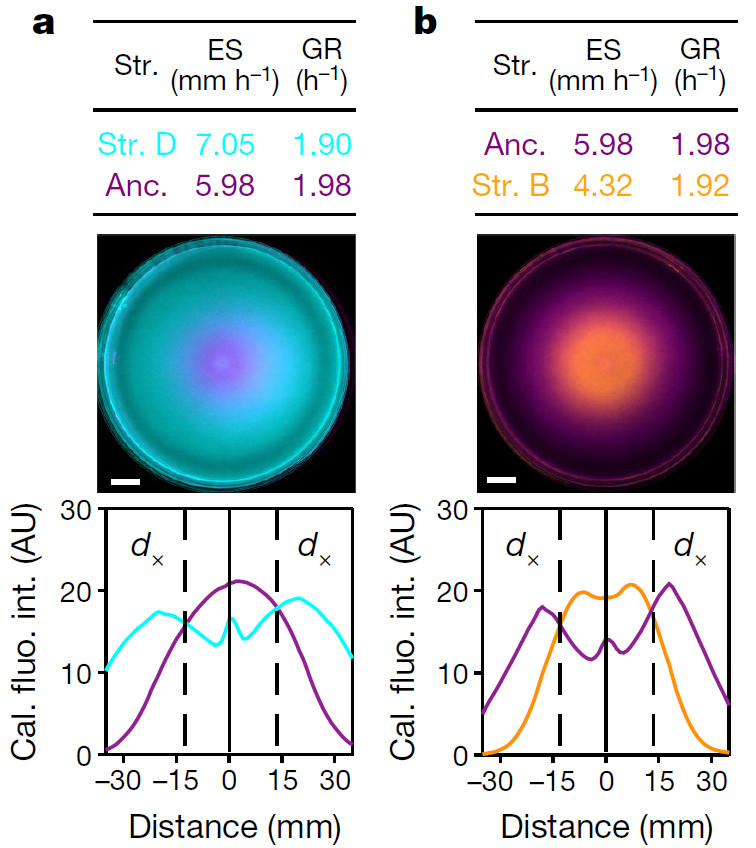 a
Str. ES (mm h⁻¹) GR (h⁻¹)
Str. D 7.05 1.90
Anc. 5.98 1.98
b
Str. ES (mm h⁻¹) GR (h⁻¹)
Anc. 5.98 1.98
Str. B 4.32 1.92
Cal. fluo. int. (AU)
30
20
10
0
d× d×
−30 −15 0 15 30
Distance (mm)
Cal. fluo. int. (AU)
30
20
10
0
d× d×
−30 −15 0 15 30
Distance (mm)